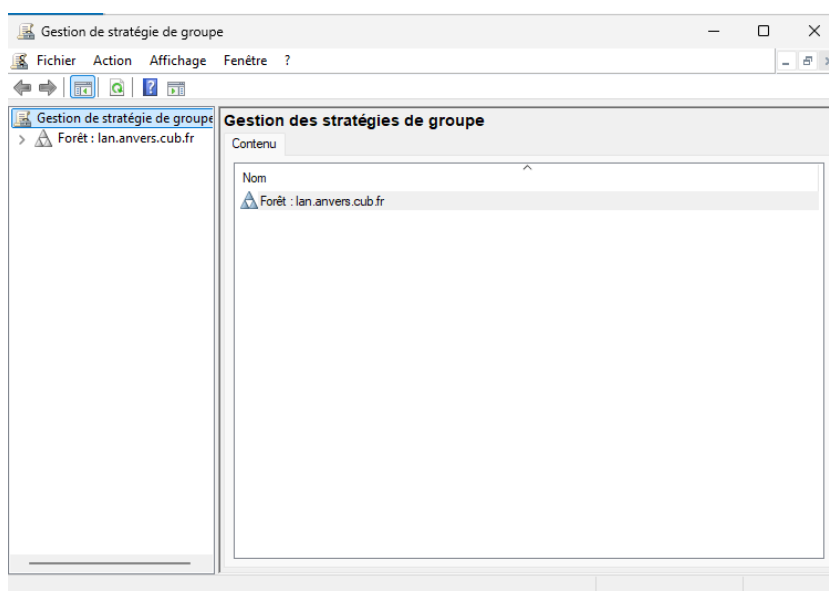 Gestion de stratégie de groupe
Fichier Action Affichage Fenêtre ?
Gestion de stratégie de groupe
Forêt : lan.anvers.cub.fr
Gestion des stratégies de groupe
Contenu
Nom
Forêt : lan.anvers.cub.fr